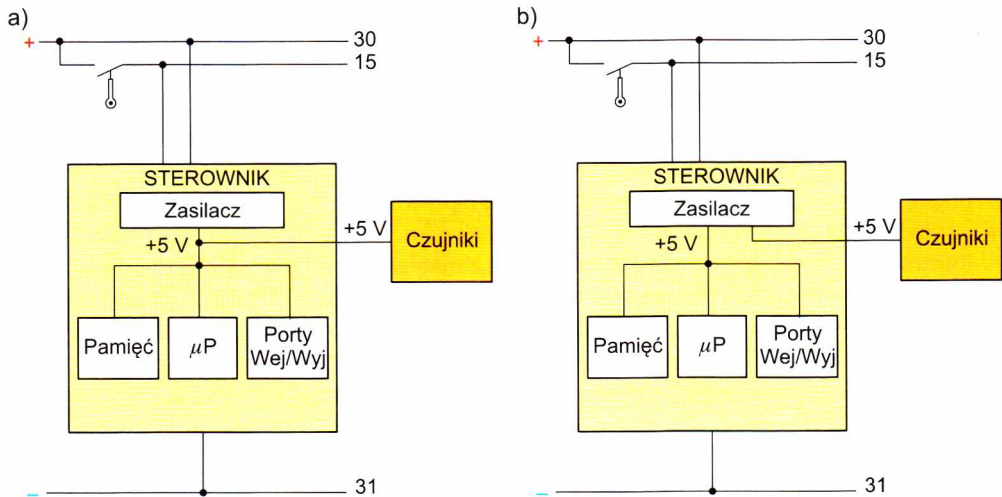 a)
+
30
15
STEROWNIK
Zasilacz
+5 V
+5 V
Czujniki
Pamięć
μP
Porty
Wej/Wyj
–
31
b)
+
30
15
STEROWNIK
Zasilacz
+5 V
+5 V
Czujniki
Pamięć
μP
Porty
Wej/Wyj
–
31